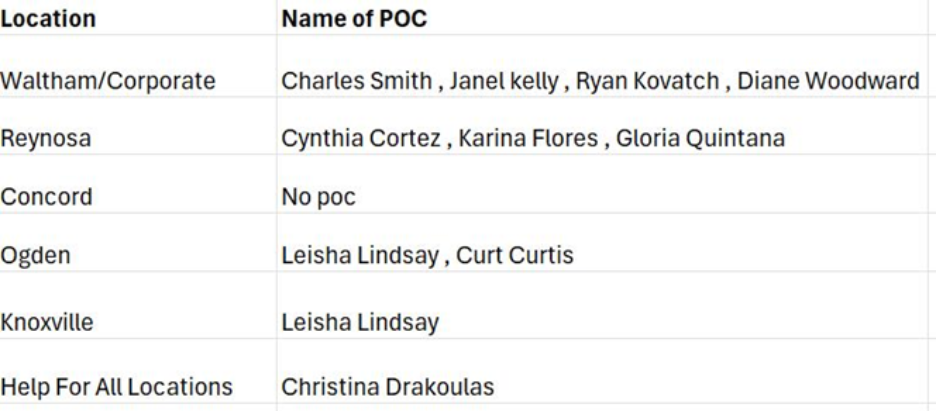 Location Name of POC
Waltham/Corporate Charles Smith , Janel kelly , Ryan Kovatch , Diane Woodward
Reynosa Cynthia Cortez , Karina Flores , Gloria Quintana
Concord No poc
Ogden Leisha Lindsay , Curt Curtis
Knoxville Leisha Lindsay
Help For All Locations Christina Drakoulas